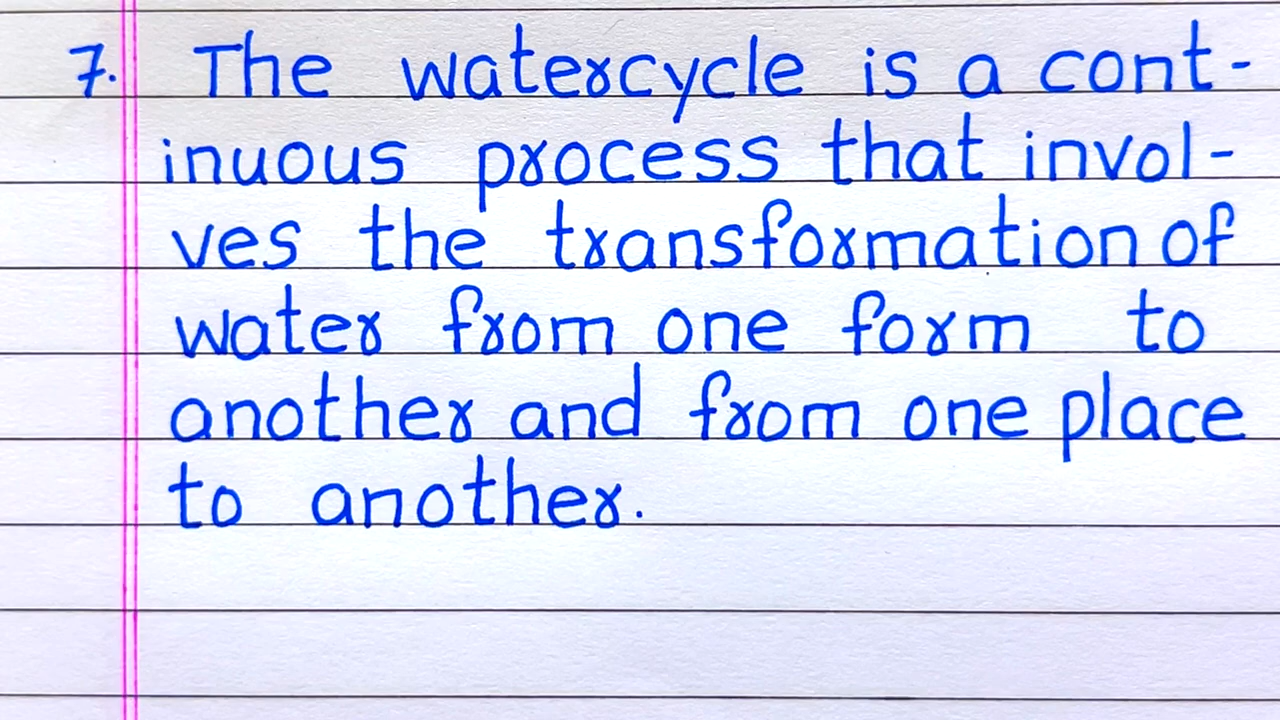 7. The watercycle is a cont-
inuous process that invol-
ves the transformation of
water from one form to
another and from one place
to another.